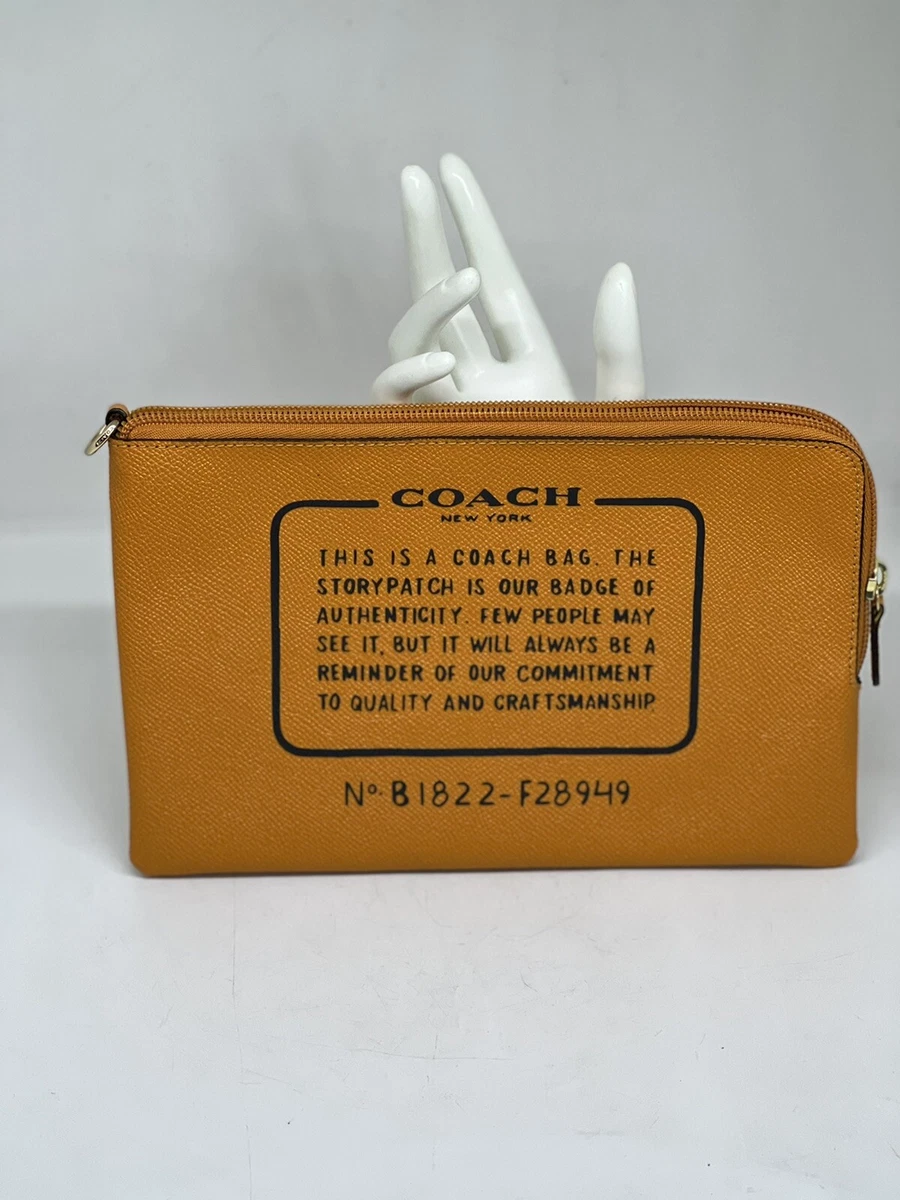 COACH
NEW YORK
THIS IS A COACH BAG. THE
STORYPATCH IS OUR BADGE OF
AUTHENTICITY. FEW PEOPLE MAY
SEE IT, BUT IT WILL ALWAYS BE A
REMINDER OF OUR COMMITMENT
TO QUALITY AND CRAFTSMANSHIP.
Nº. B1822-F28949